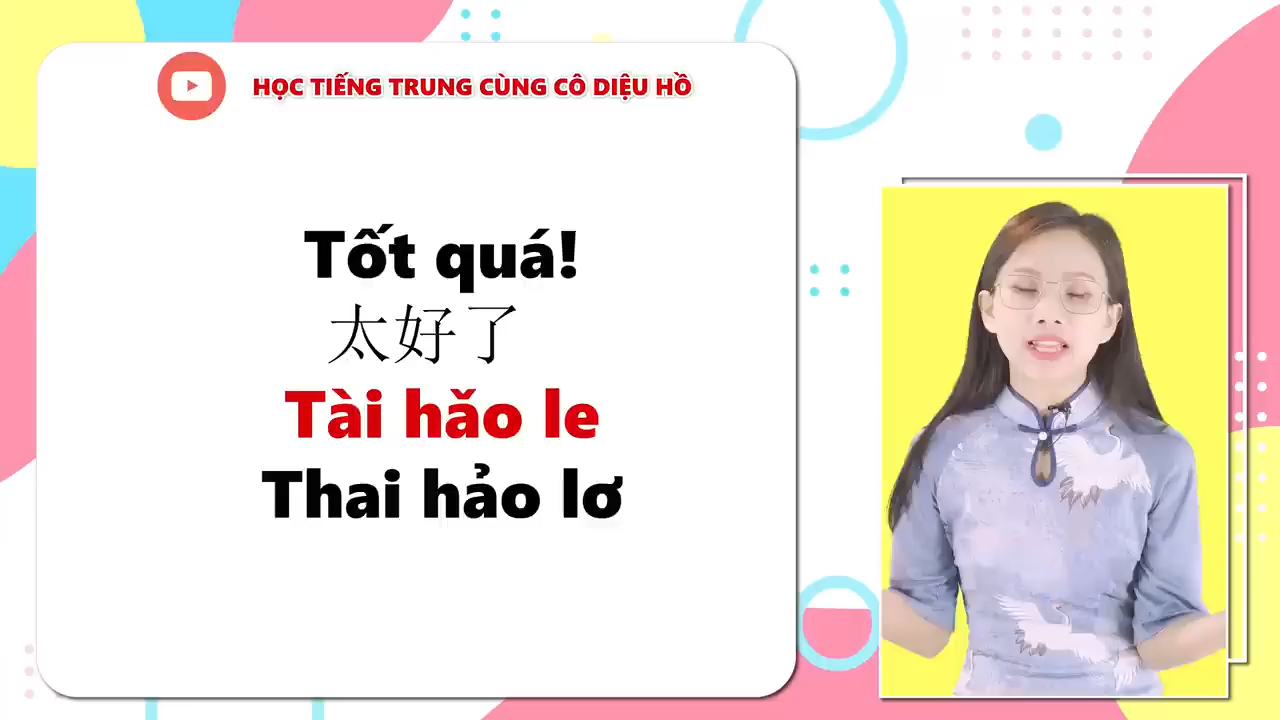 HỌC TIẾNG TRUNG CÙNG CÔ DIỆU HỒ
Tốt quá!
太好了
Tài hǎo le
Thai hảo lơ